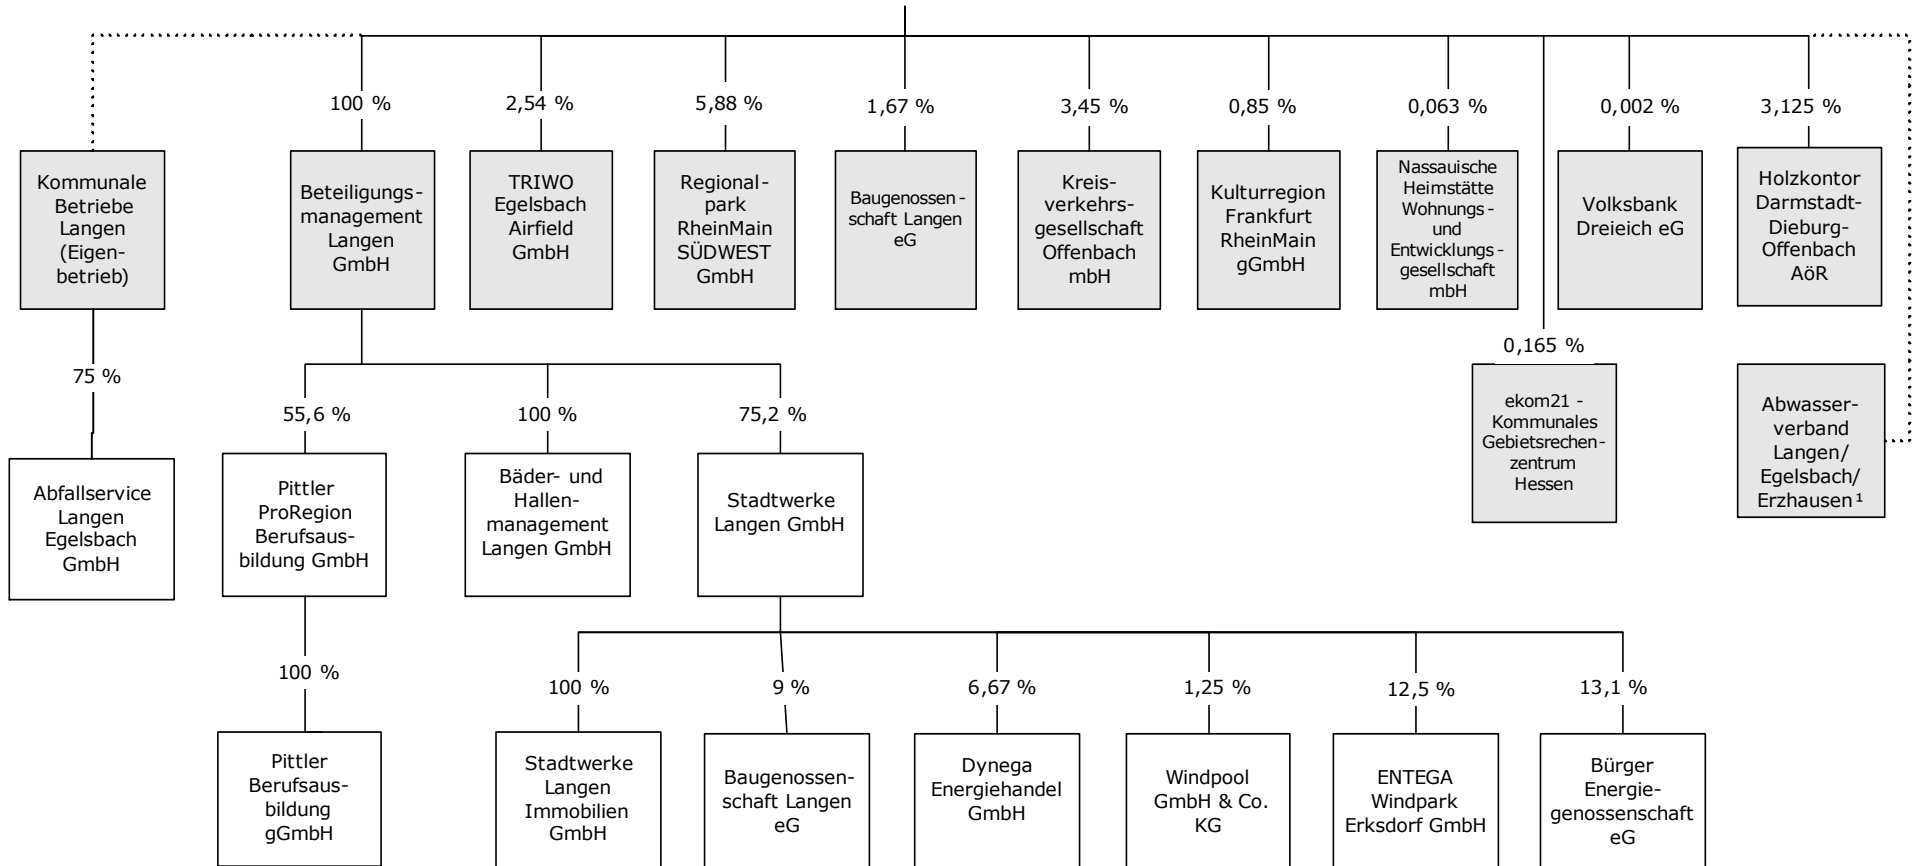 100 %
2,54 %
5,88 %
1,67 %
3,45 %
0,85 %
0,063 %
0,002 %
3,125 %
Kommunale
Betriebe
Langen
(Eigen-
betrieb)
Beteiligungs-
management
Langen
GmbH
TRIWO
Egelsbach
Airfield
GmbH
Regional-
park
RheinMain
SÜDWEST
GmbH
Baugenossen-
schaft Langen
eG
Kreis-
verkehrs-
gesellschaft
Offenbach
mbH
Kulturregion
Frankfurt
RheinMain
gGmbH
Nassauische
Heimstätte
Wohnungs-
und
Entwicklungs-
gesellschaft
mbH
Volksbank
Dreieich eG
Holzkontor
Darmstadt-
Dieburg-
Offenbach
AöR
0,165 %
75 %
55,6 %
100 %
75,2 %
ekom21 -
Kommunales
Gebietsrechen-
zentrum
Hessen
Abwasser-
verband
Langen/
Egelsbach/
Erzhausen¹
Abfallservice
Langen
Egelsbach
GmbH
Pittler
ProRegion
Berufsaus-
bildung GmbH
Bäder- und
Hallen-
management
Langen GmbH
Stadtwerke
Langen GmbH
100 %
100 %
9 %
6,67 %
1,25 %
12,5 %
13,1 %
Pittler
Berufsaus-
bildung
gGmbH
Stadtwerke
Langen
Immobilien
GmbH
Baugenossen-
schaft Langen
eG
Dynega
Energiehandel
GmbH
Windpool
GmbH & Co.
KG
ENTEGA
Windpark
Erksdorf GmbH
Bürger
Energie-
genossenschaft
eG